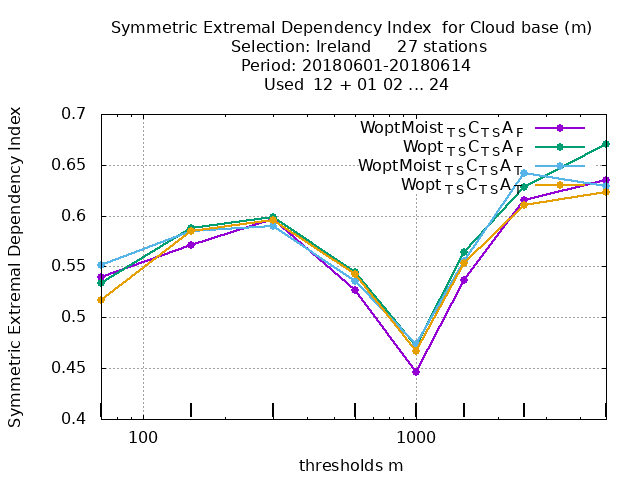 Symmetric Extremal Dependency Index  for Cloud base (m)
Selection: Ireland     27 stations
Period: 20180601-20180614
Used  12 + 01 02 ... 24
Symmetric Extremal Dependency Index
0.7
0.65
0.6
0.55
0.5
0.45
0.4
WoptMoist TS C TS A F
Wopt TS C TS A F
WoptMoist TS C TS A T
Wopt TS C TS A T
100
1000
thresholds m